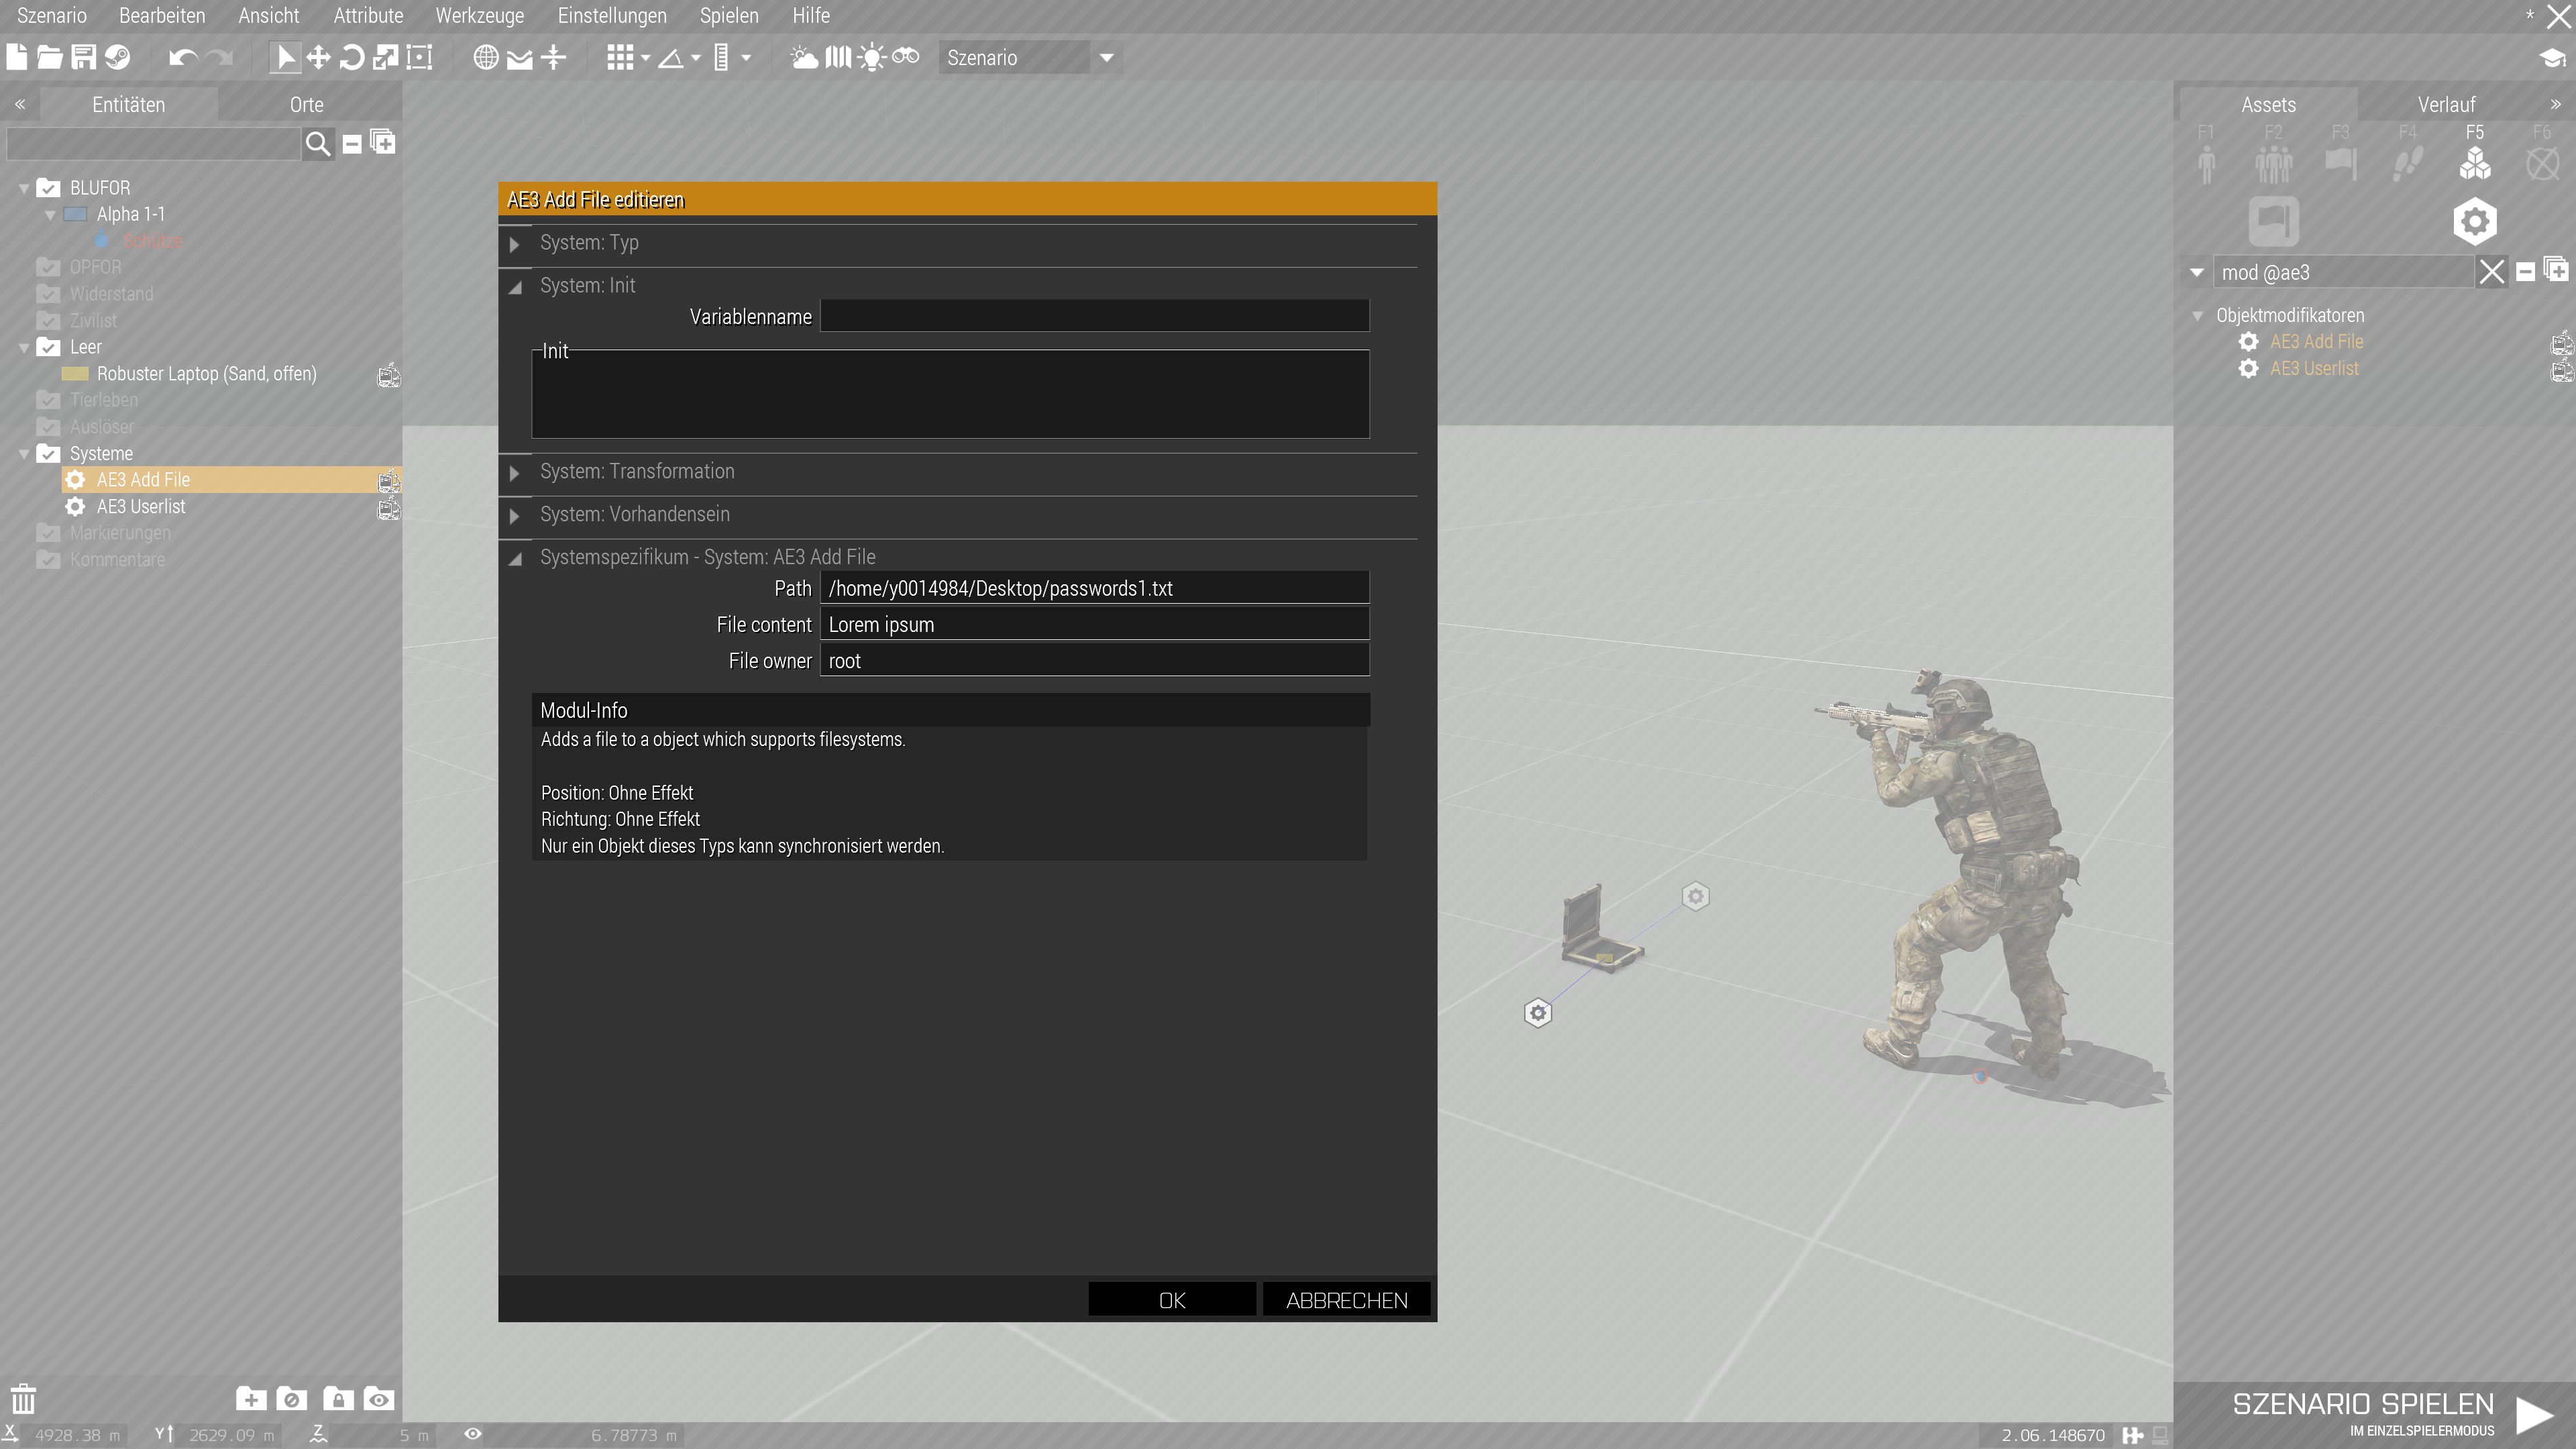 Szenario Bearbeiten Ansicht Attribute Werkzeuge Einstellungen Spielen Hilfe *
Szenario
Entitäten Orte
BLUFOR
Alpha 1-1
Schütze
OPFOR
Widerstand
Zivilist
Leer
Robuster Laptop (Sand, offen)
Tierleben
Auslöser
Systeme
AE3 Add File
AE3 Userlist
Markierungen
Kommentare
AE3 Add File editieren
System: Typ
System: Init
Variablenname
Init
System: Transformation
System: Vorhandensein
Systemspezifikum - System: AE3 Add File
Path /home/y0014984/Desktop/passwords1.txt
File content Lorem ipsum
File owner root
Modul-Info
Adds a file to a object which supports filesystems.
Position: Ohne Effekt
Richtung: Ohne Effekt
Nur ein Objekt dieses Typs kann synchronisiert werden.
OK ABBRECHEN
Assets Verlauf
F1 F2 F3 F4 F5 F6
mod @ae3
Objektmodifikatoren
AE3 Add File
AE3 Userlist
SZENARIO SPIELEN
IM EINZELSPIELERMODUS
X 4928.38 m Y 2629.09 m Z 5 m 6.78773 m 2.06.148670